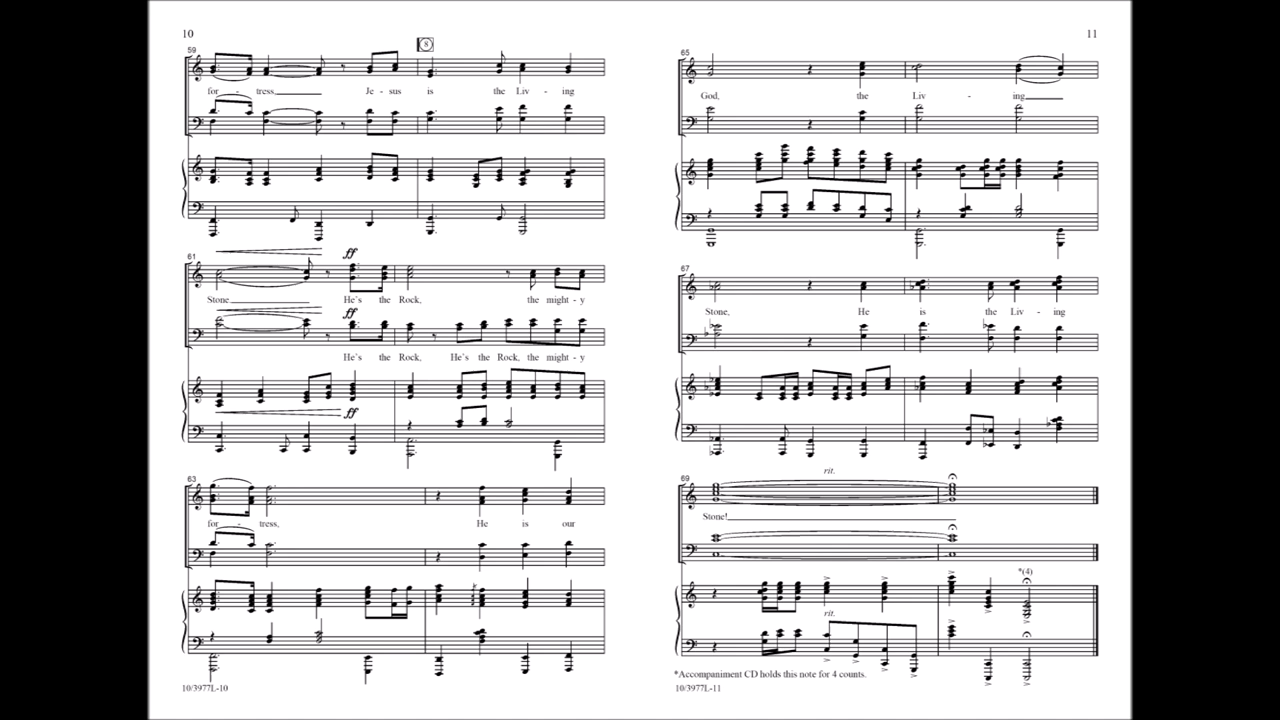 10
59
8
for - tress. Je - sus is the Liv - ing
61
ff
Stone. He's the Rock, the might - y
ff
He's the Rock, He's the Rock, the might - y
ff
63
for - tress, He is our
10/3977L-10
11
65
God, the Liv - ing
67
Stone, He is the Liv - ing
69
rit.
Stone!
*(4)
rit.
*Accompaniment CD holds this note for 4 counts.
10/3977L-11